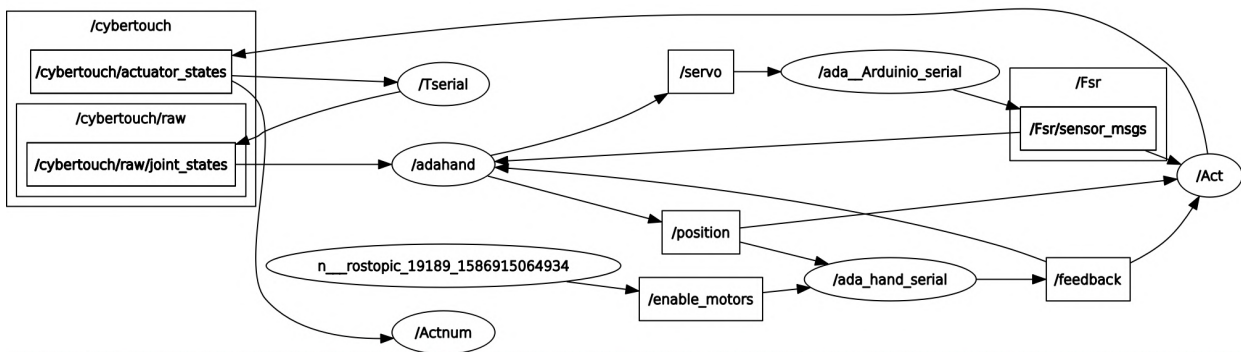 /cybertouch
/cybertouch/actuator_states
/cybertouch/raw
/cybertouch/raw/joint_states
/Tserial
/adahand
n___rostopic_19189_1586915064934
/Actnum
/servo
/position
/enable_motors
/ada__Arduinio_serial
/ada_hand_serial
/Fsr
/Fsr/sensor_msgs
/feedback
/Act